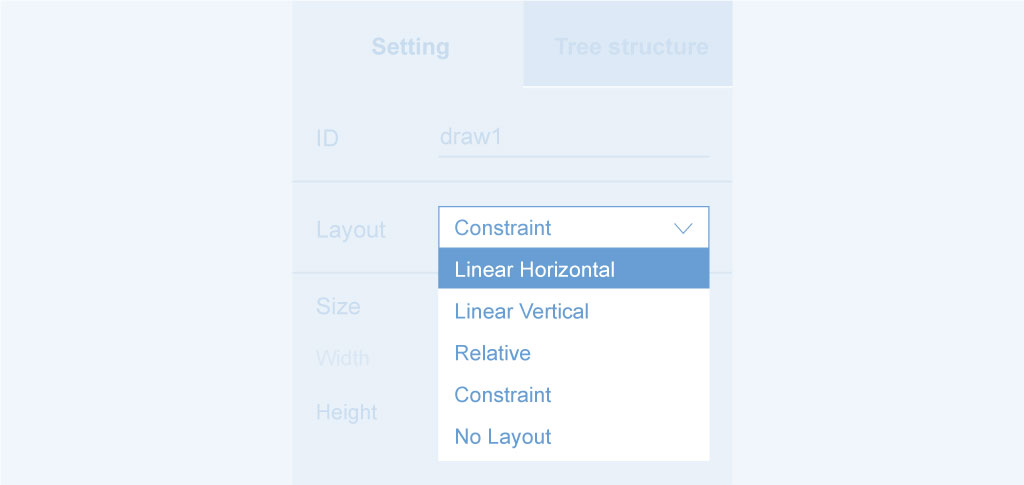 Setting Tree structure
ID draw1
Layout Constraint
Linear Horizontal
Linear Vertical
Size
Relative
Width
Constraint
Height
No Layout